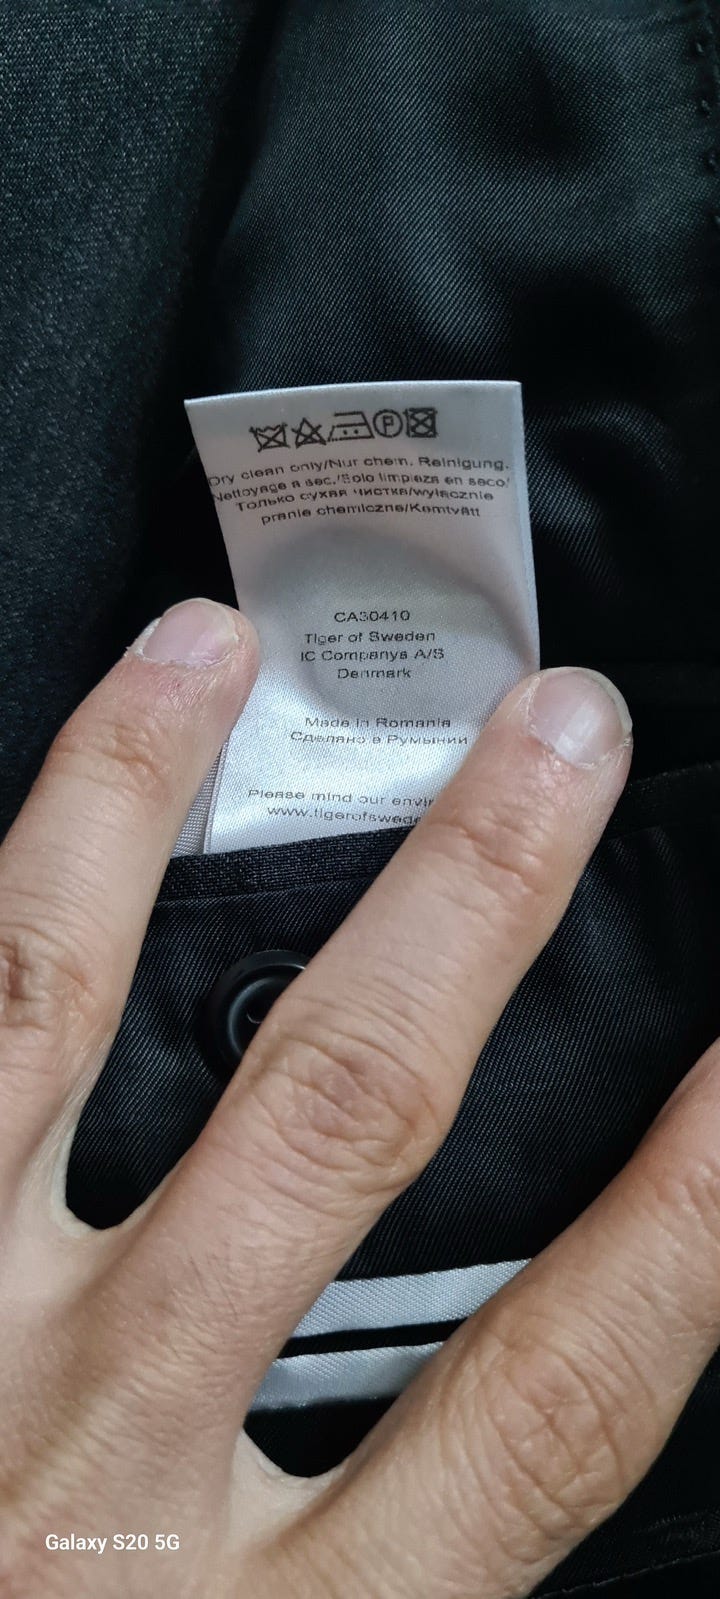 P
Dry clean only/Nur chem. Reinigung.
Nettoyage a sec./Solo limpieza en seco/
Только сухая чистка/wyłącznie
pranie chemiczne/Kemtvätt
CA30410
Tiger of Sweden
IC Companys A/S
Denmark
Made in Romania
Сделано в Румынии
Please mind our
www.tigerofswede
Galaxy S20 5G